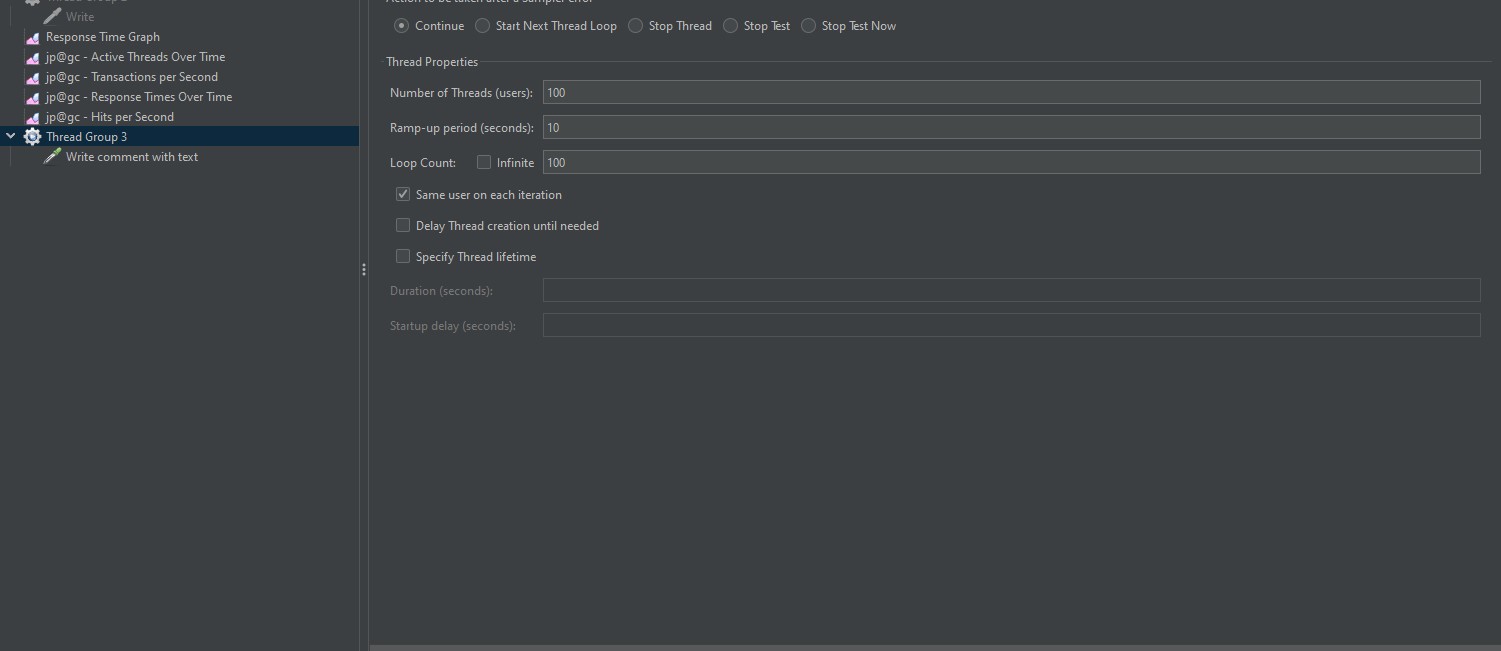 Write
Response Time Graph
jp@gc - Active Threads Over Time
jp@gc - Transactions per Second
jp@gc - Response Times Over Time
jp@gc - Hits per Second
Thread Group 3
Write comment with text
Continue Start Next Thread Loop Stop Thread Stop Test Stop Test Now
Thread Properties
Number of Threads (users): 100
Ramp-up period (seconds): 10
Loop Count: Infinite 100
Same user on each iteration
Delay Thread creation until needed
Specify Thread lifetime
Duration (seconds):
Startup delay (seconds):